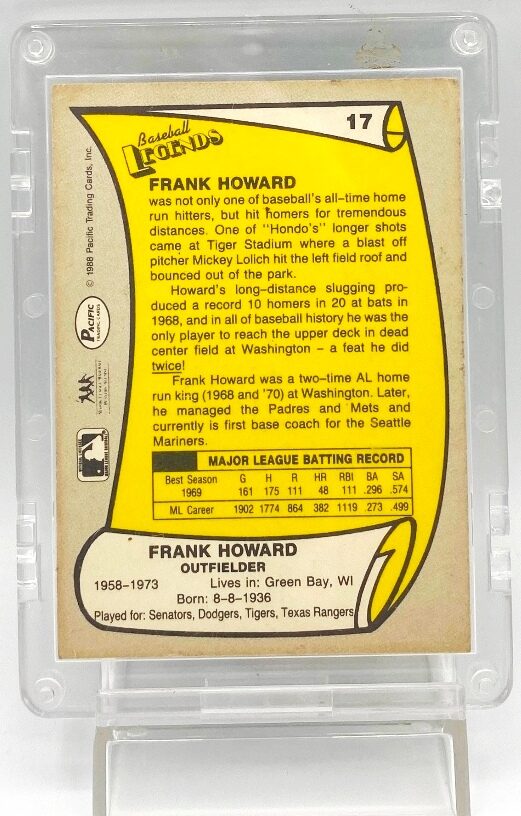 17
Baseball
LEGENDS
FRANK HOWARD
was not only one of baseball's all-time home
run hitters, but hit homers for tremendous
distances. One of "Hondo's" longer shots
came at Tiger Stadium where a blast off
pitcher Mickey Lolich hit the left field roof and
bounced out of the park.
Howard's long-distance slugging pro-
duced a record 10 homers in 20 at bats in
1968, and in all of baseball history he was the
only player to reach the upper deck in dead
center field at Washington – a feat he did
twice!
Frank Howard was a two-time AL home
run king (1968 and '70) at Washington. Later,
he managed the Padres and Mets and
currently is first base coach for the Seattle
Mariners.
MAJOR LEAGUE BATTING RECORD
Best Season G H R HR RBI BA SA
1969 161 175 111 48 111 .296 .574
ML Career 1902 1774 864 382 1119 .273 .499
FRANK HOWARD
OUTFIELDER
1958-1973 Lives in: Green Bay, WI
Born: 8-8-1936
Played for: Senators, Dodgers, Tigers, Texas Rangers
© 1988 Pacific Trading Cards, Inc.
PACIFIC
TRADING CARDS